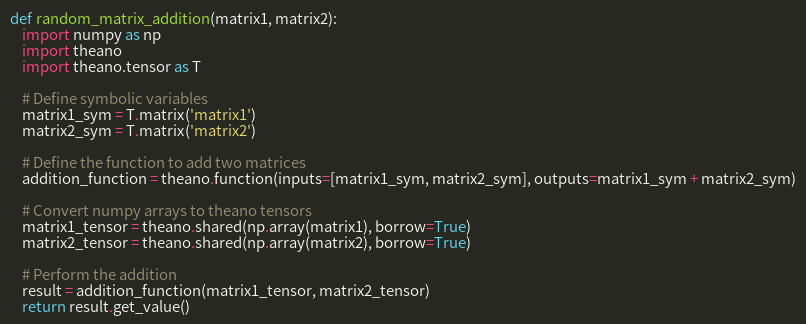 def random_matrix_addition(matrix1, matrix2):
    import numpy as np
    import theano
    import theano.tensor as T

    # Define symbolic variables
    matrix1_sym = T.matrix('matrix1')
    matrix2_sym = T.matrix('matrix2')

    # Define the function to add two matrices
    addition_function = theano.function(inputs=[matrix1_sym, matrix2_sym], outputs=matrix1_sym + matrix2_sym)

    # Convert numpy arrays to theano tensors
    matrix1_tensor = theano.shared(np.array(matrix1), borrow=True)
    matrix2_tensor = theano.shared(np.array(matrix2), borrow=True)

    # Perform the addition
    result = addition_function(matrix1_tensor, matrix2_tensor)
    return result.get_value()